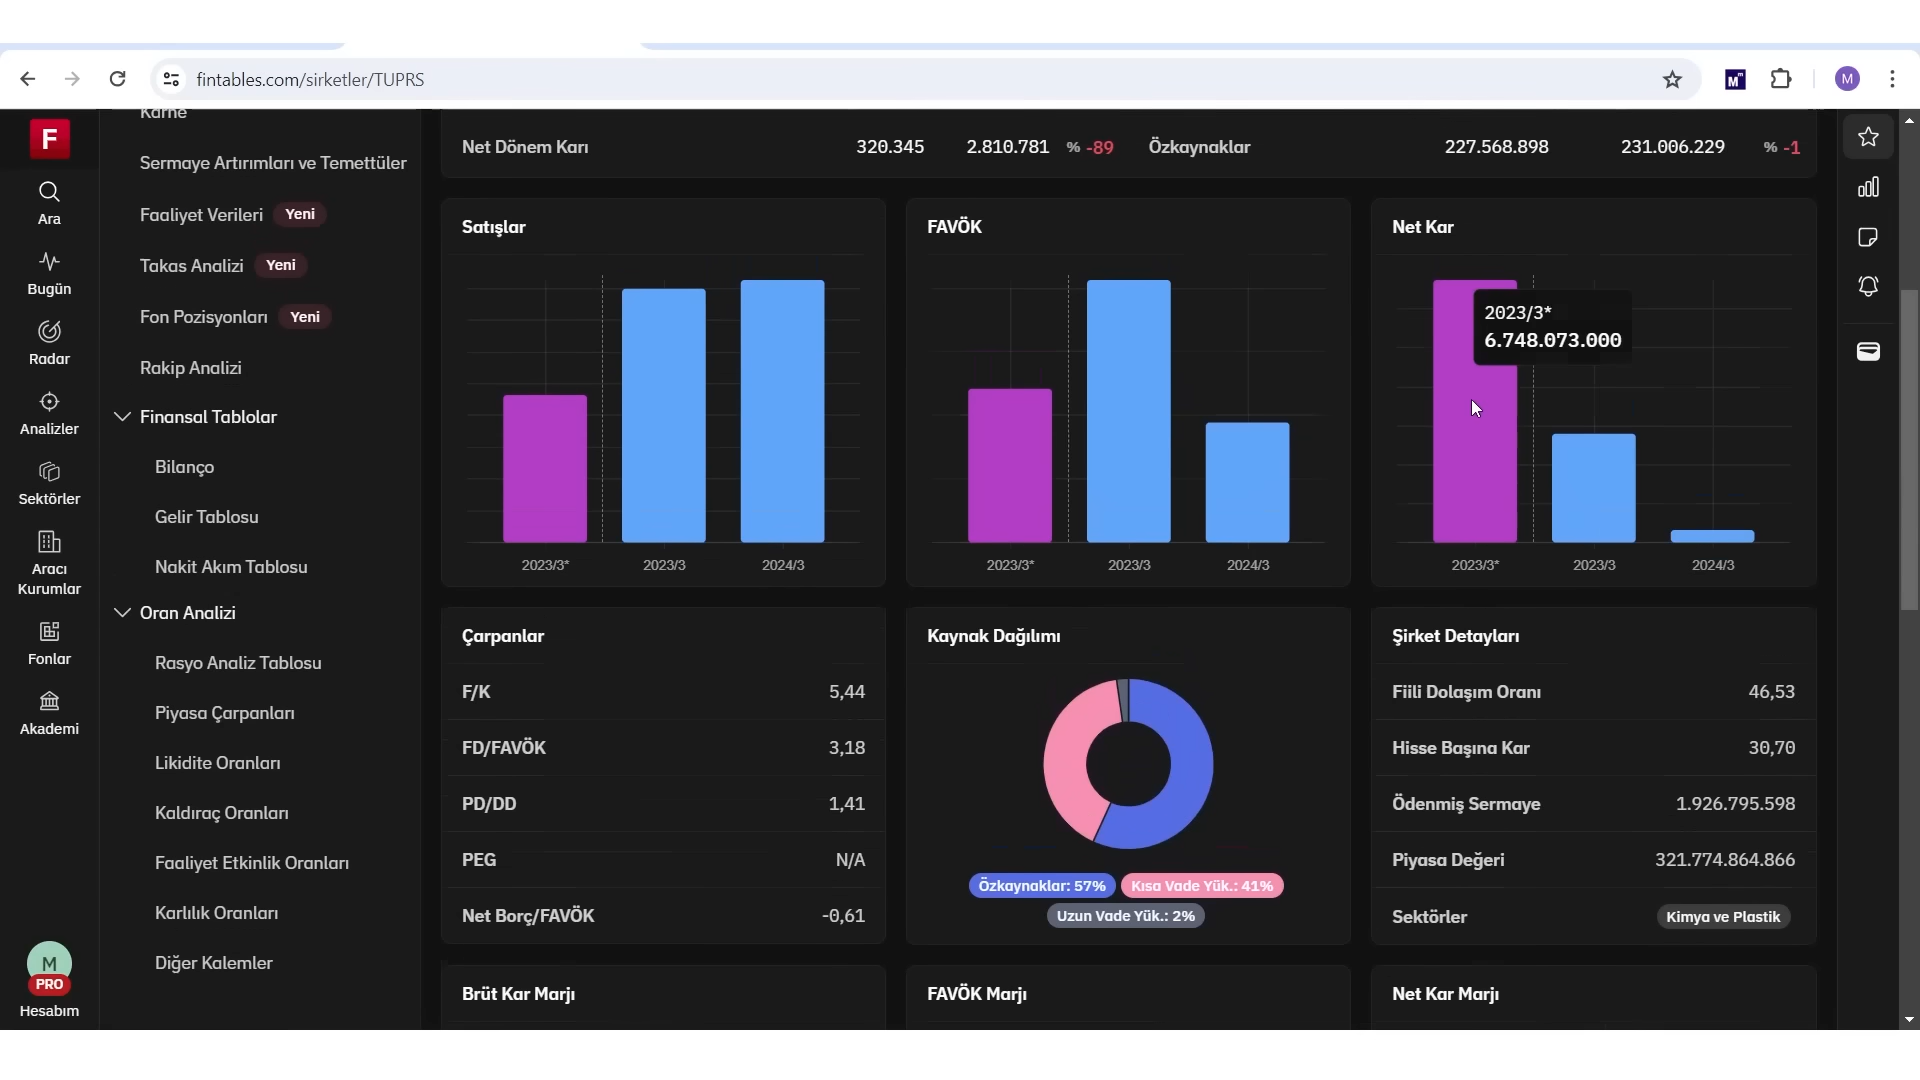 fintables.com/sirketler/TUPRS
M
M
F
Ara
Bugün
Radar
Analizler
Sektörler
Aracı
Kurumlar
Fonlar
Akademi
M
PRO
Hesabım
Karne
Sermaye Artırımları ve Temettüler
Faaliyet Verileri Yeni
Takas Analizi Yeni
Fon Pozisyonları Yeni
Rakip Analizi
Finansal Tablolar
Bilanço
Gelir Tablosu
Nakit Akım Tablosu
Oran Analizi
Rasyo Analiz Tablosu
Piyasa Çarpanları
Likidite Oranları
Kaldıraç Oranları
Faaliyet Etkinlik Oranları
Karlılık Oranları
Diğer Kalemler
Net Dönem Karı 320.345 2.810.781 % -89 Özkaynaklar 227.568.898 231.006.229 % -1
Satışlar
2023/3* 2023/3 2024/3
FAVÖK
2023/3* 2023/3 2024/3
Net Kar
2023/3*
6.748.073.000
2023/3* 2023/3 2024/3
Çarpanlar
F/K 5,44
FD/FAVÖK 3,18
PD/DD 1,41
PEG N/A
Net Borç/FAVÖK -0,61
Kaynak Dağılımı
Özkaynaklar: 57% Kısa Vade Yük.: 41%
Uzun Vade Yük.: 2%
Şirket Detayları
Fiili Dolaşım Oranı 46,53
Hisse Başına Kar 30,70
Ödenmiş Sermaye 1.926.795.598
Piyasa Değeri 321.774.864.866
Sektörler Kimya ve Plastik
Brüt Kar Marjı
FAVÖK Marjı
Net Kar Marjı